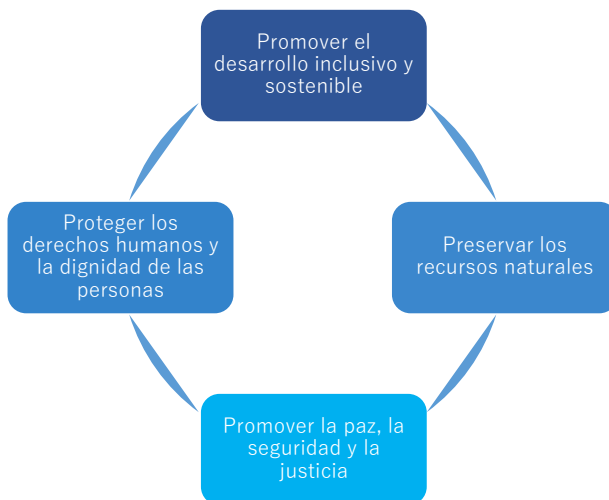 Promover el
desarrollo inclusivo y
sostenible
Proteger los
derechos humanos y
la dignidad de las
personas
Preservar los
recursos naturales
Promover la paz, la
seguridad y la
justicia